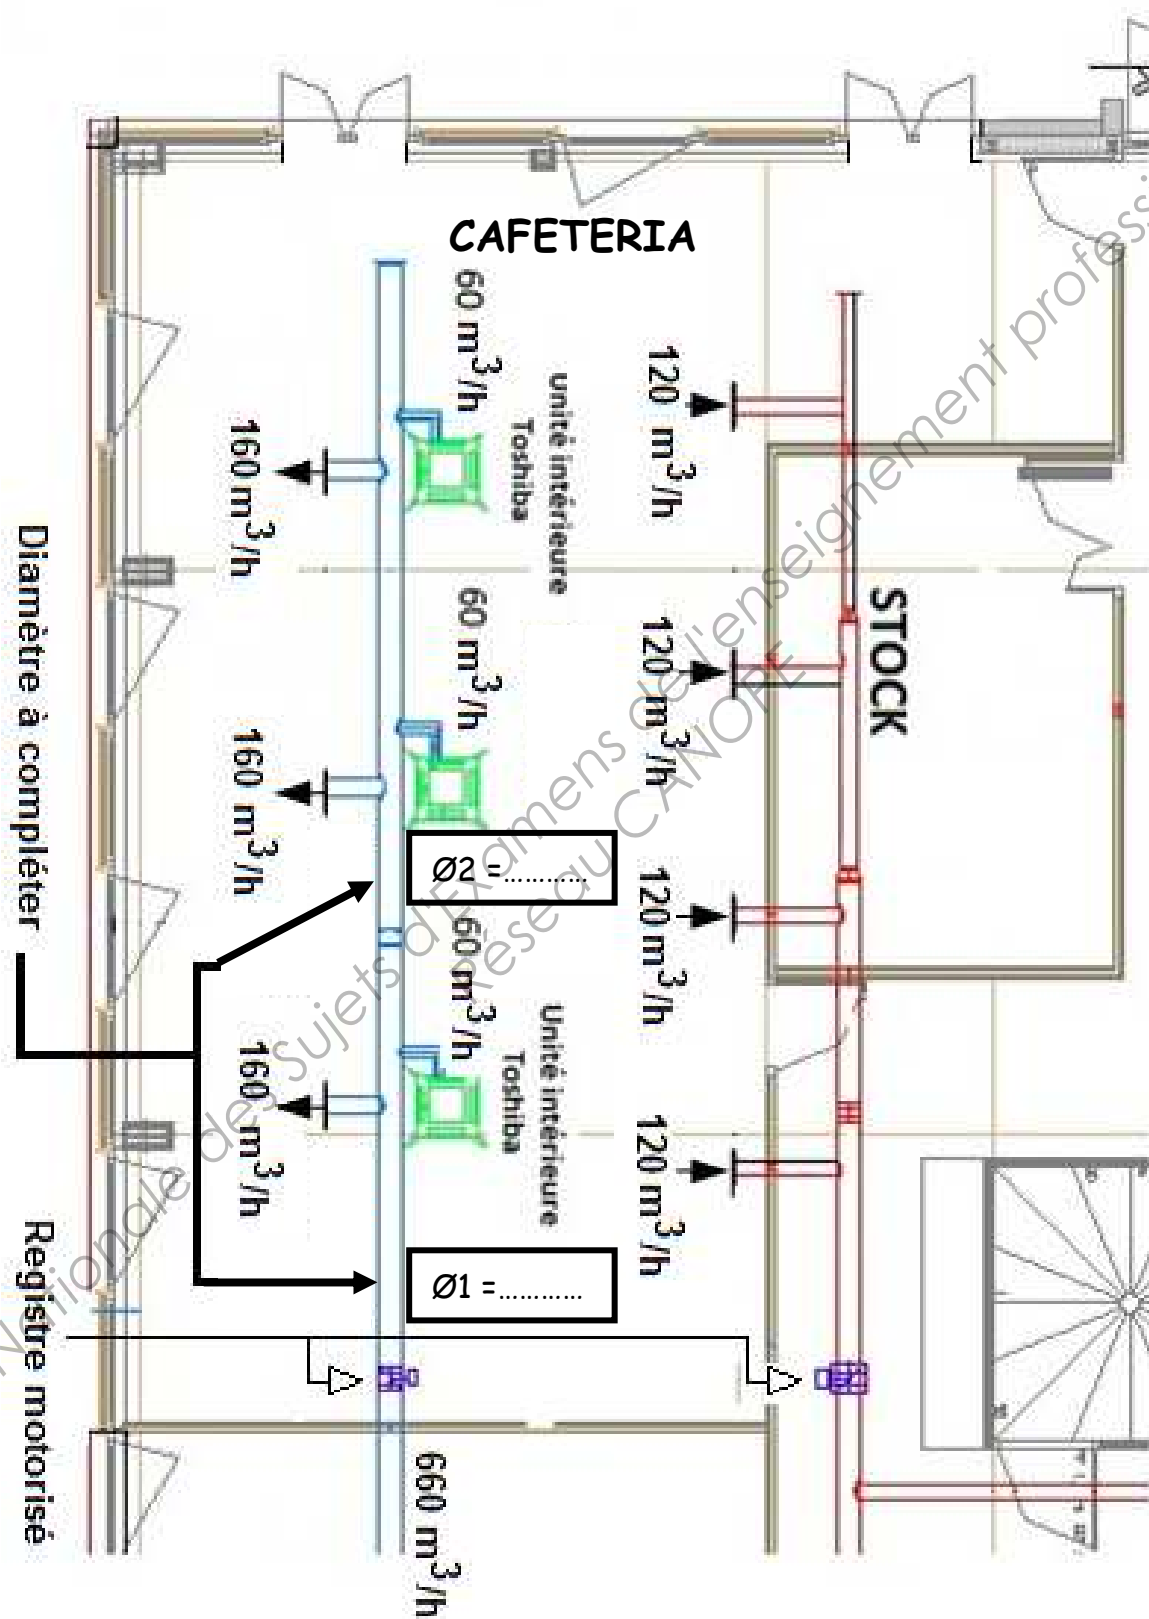 CAFETERIA
60 m³/h
Unité intérieure
Toshiba
120 m³/h
160 m³/h
STOCK
60 m³/h
120 m³/h
160 m³/h
Ø2 =............
60 m³/h
120 m³/h
Unité intérieure
Toshiba
160 m³/h
120 m³/h
Ø1 =............
660 m³/h
Diamètre à compléter
Registre motorisé
Nationale des Sujets d'Examens de l'enseignement profess
Réseau CANOPE